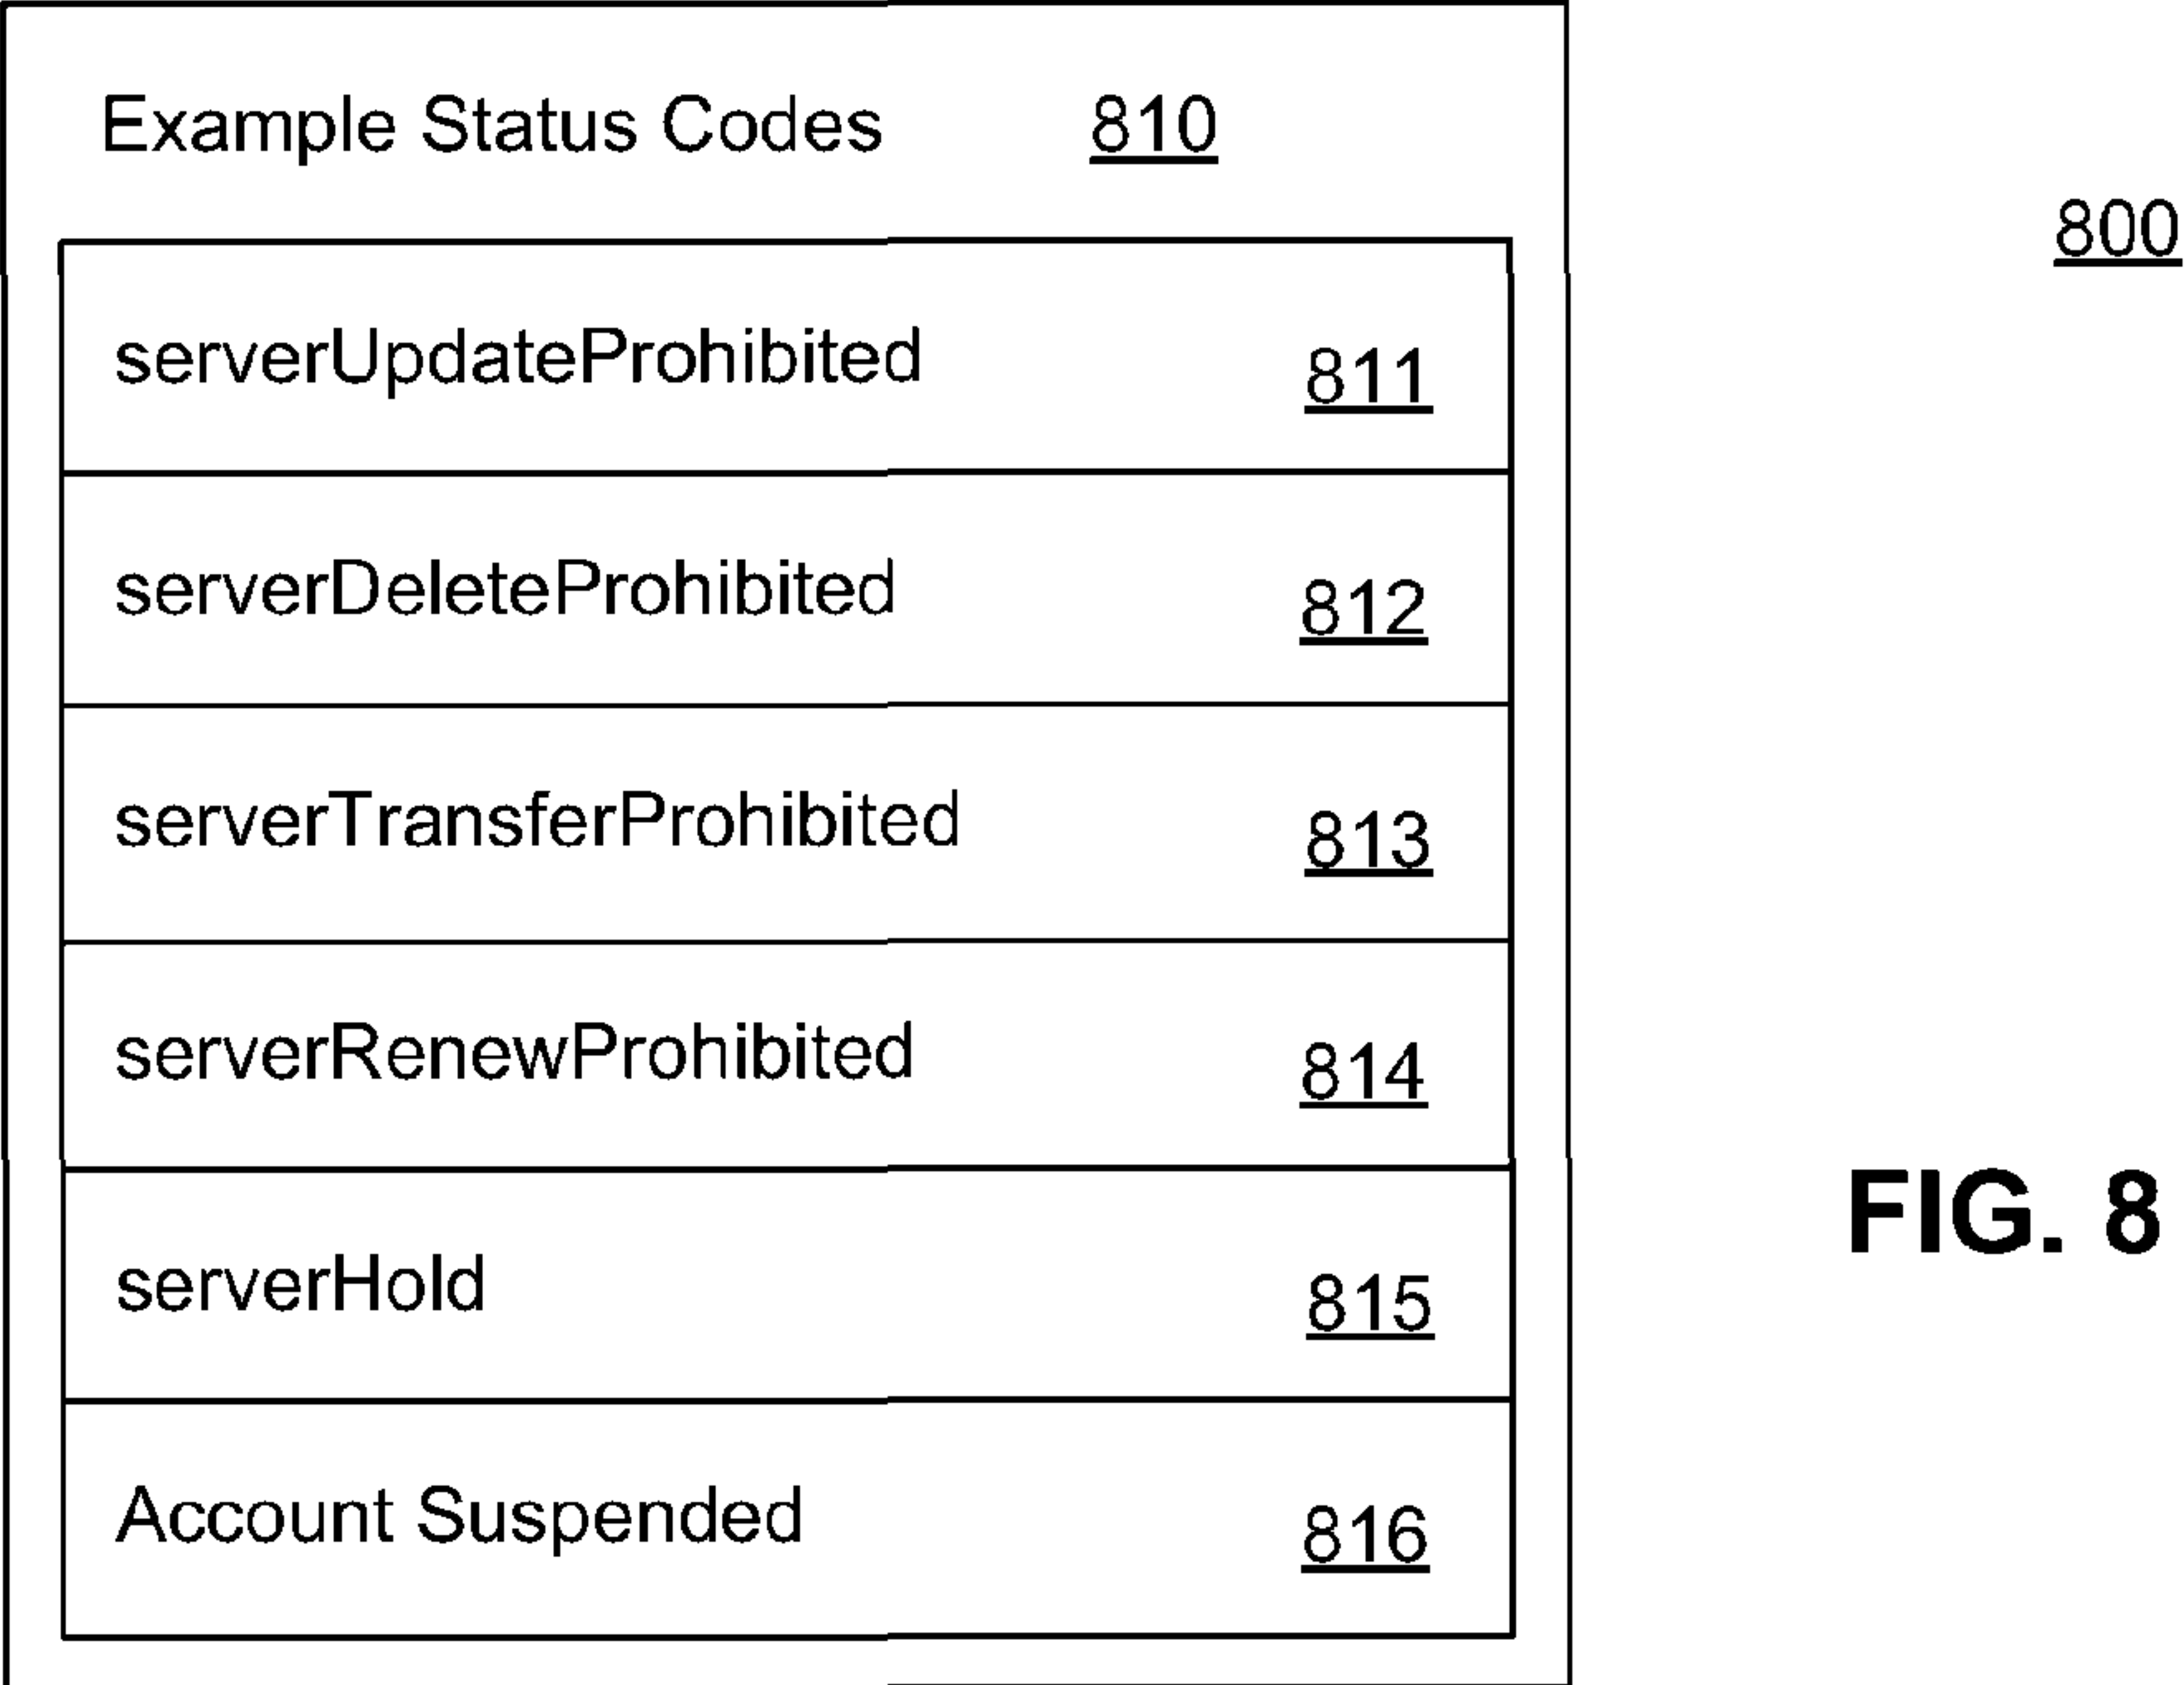 Example Status Codes 810
800
serverUpdateProhibited 811
serverDeleteProhibited 812
serverTransferProhibited 813
serverRenewProhibited 814
serverHold 815
Account Suspended 816
FIG. 8